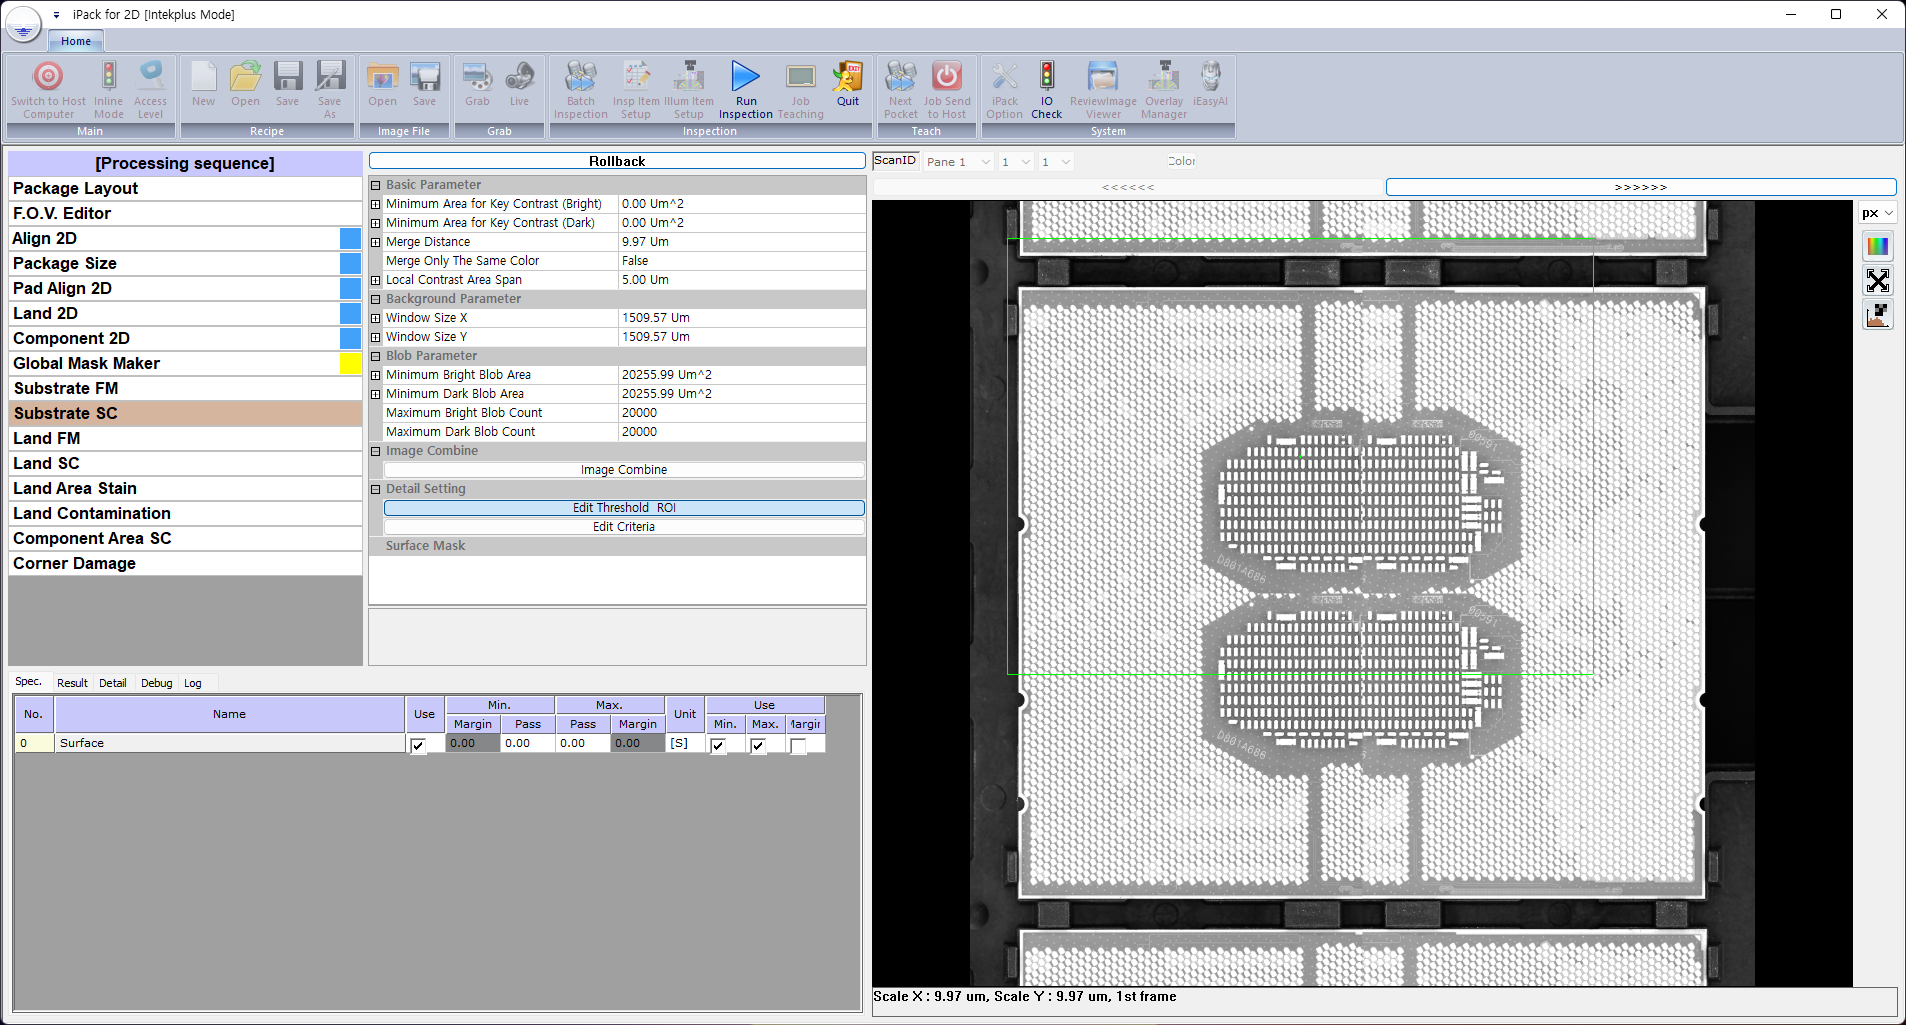 iPack for 2D [Intekplus Mode]
Home
Switch to Host Computer
Inline Mode
Access Level
Main
New
Open
Save
Save As
Recipe
Open
Save
Image File
Grab
Live
Grab
Batch Inspection
Insp Item Setup
Illum Item Setup
Run Inspection
Job Teaching
EXIT
Quit
Inspection
Next Pocket
Job Send to Host
Teach
iPack Option
IO Check
ReviewImage Viewer
Overlay Manager
iEasyAI
System
[Processing sequence]
Package Layout
F.O.V. Editor
Align 2D
Package Size
Pad Align 2D
Land 2D
Component 2D
Global Mask Maker
Substrate FM
Substrate SC
Land FM
Land SC
Land Area Stain
Land Contamination
Component Area SC
Corner Damage
Rollback
Basic Parameter
Minimum Area for Key Contrast (Bright) 0.00 Um^2
Minimum Area for Key Contrast (Dark) 0.00 Um^2
Merge Distance 9.97 Um
Merge Only The Same Color False
Local Contrast Area Span 5.00 Um
Background Parameter
Window Size X 1509.57 Um
Window Size Y 1509.57 Um
Blob Parameter
Minimum Bright Blob Area 20255.99 Um^2
Minimum Dark Blob Area 20255.99 Um^2
Maximum Bright Blob Count 20000
Maximum Dark Blob Count 20000
Image Combine
Image Combine
Detail Setting
Edit Threshold ROI
Edit Criteria
Surface Mask
ScanID Pane 1 1 1 Color
<<<<<< >>>>>>
px
00591
D801A686
00591
D801A686
Scale X : 9.97 um, Scale Y : 9.97 um, 1st frame
Spec. Result Detail Debug Log
No. Name Use Min. Max. Unit Use
Margin Pass Pass Margin Min. Max. Margin
0 Surface 0.00 0.00 0.00 0.00 [S]